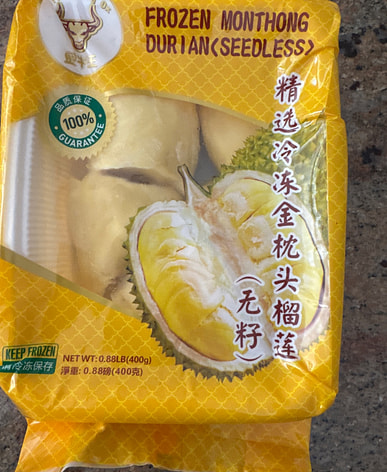 FROZEN MONTHONG
DURIAN(SEEDLESS)
品质保证
100%
GUARANTEE
精选冷冻金枕头榴莲
(无籽)
KEEP FROZEN
冷冻保存
NET WT: 0.88LB(400g)
淨重: 0.88磅(400克)